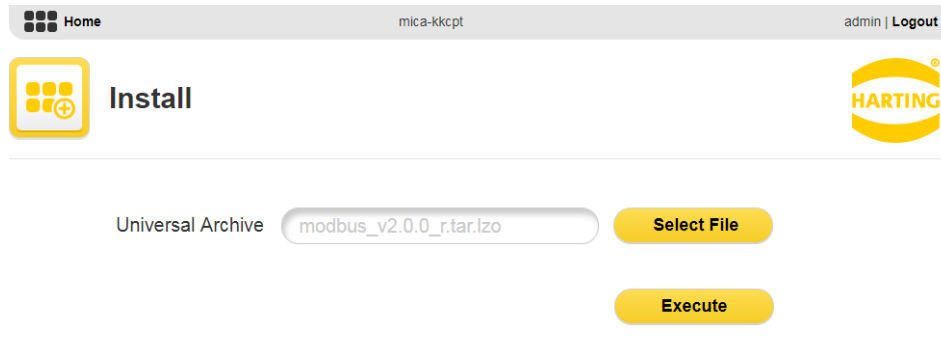 Home mica-kkcpt admin | Logout
Install
HARTING
Universal Archive modbus_v2.0.0_r.tar.lzo Select File
Execute